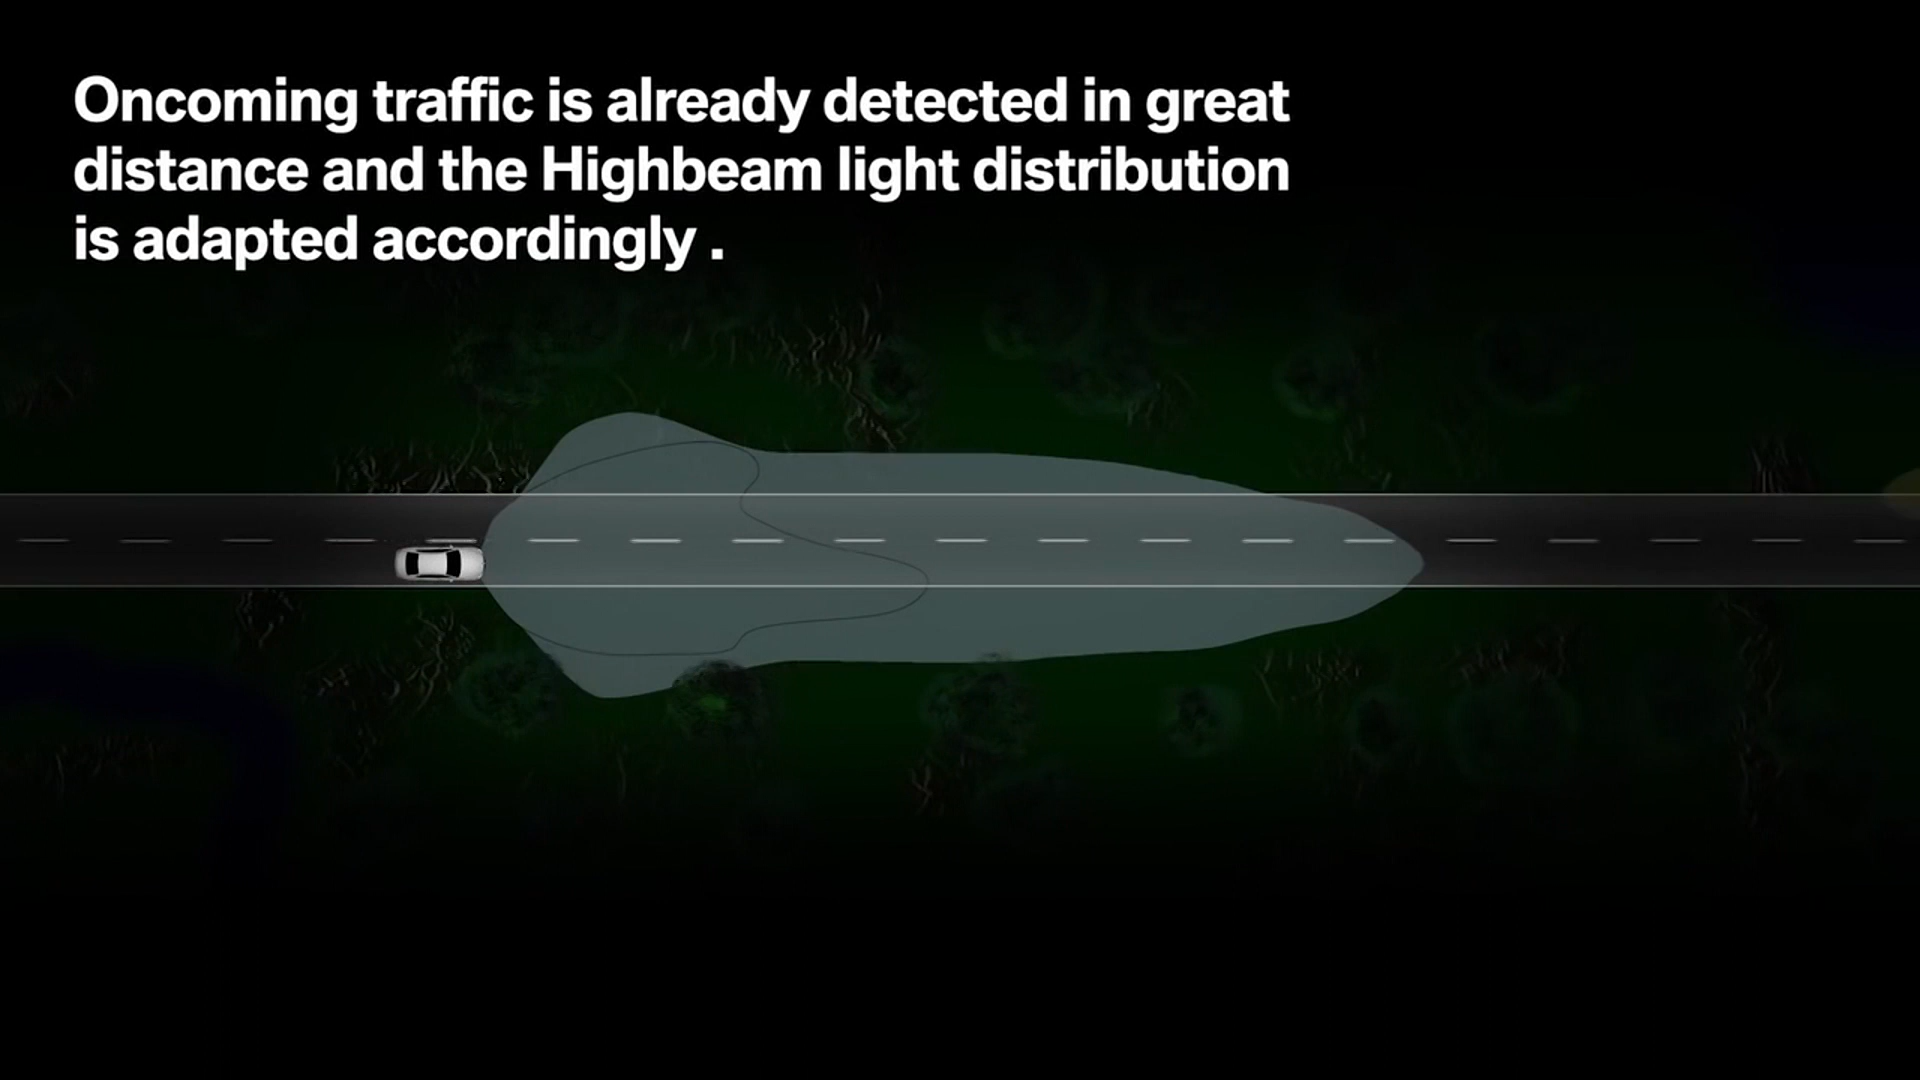 Oncoming traffic is already detected in great
distance and the Highbeam light distribution
is adapted accordingly .